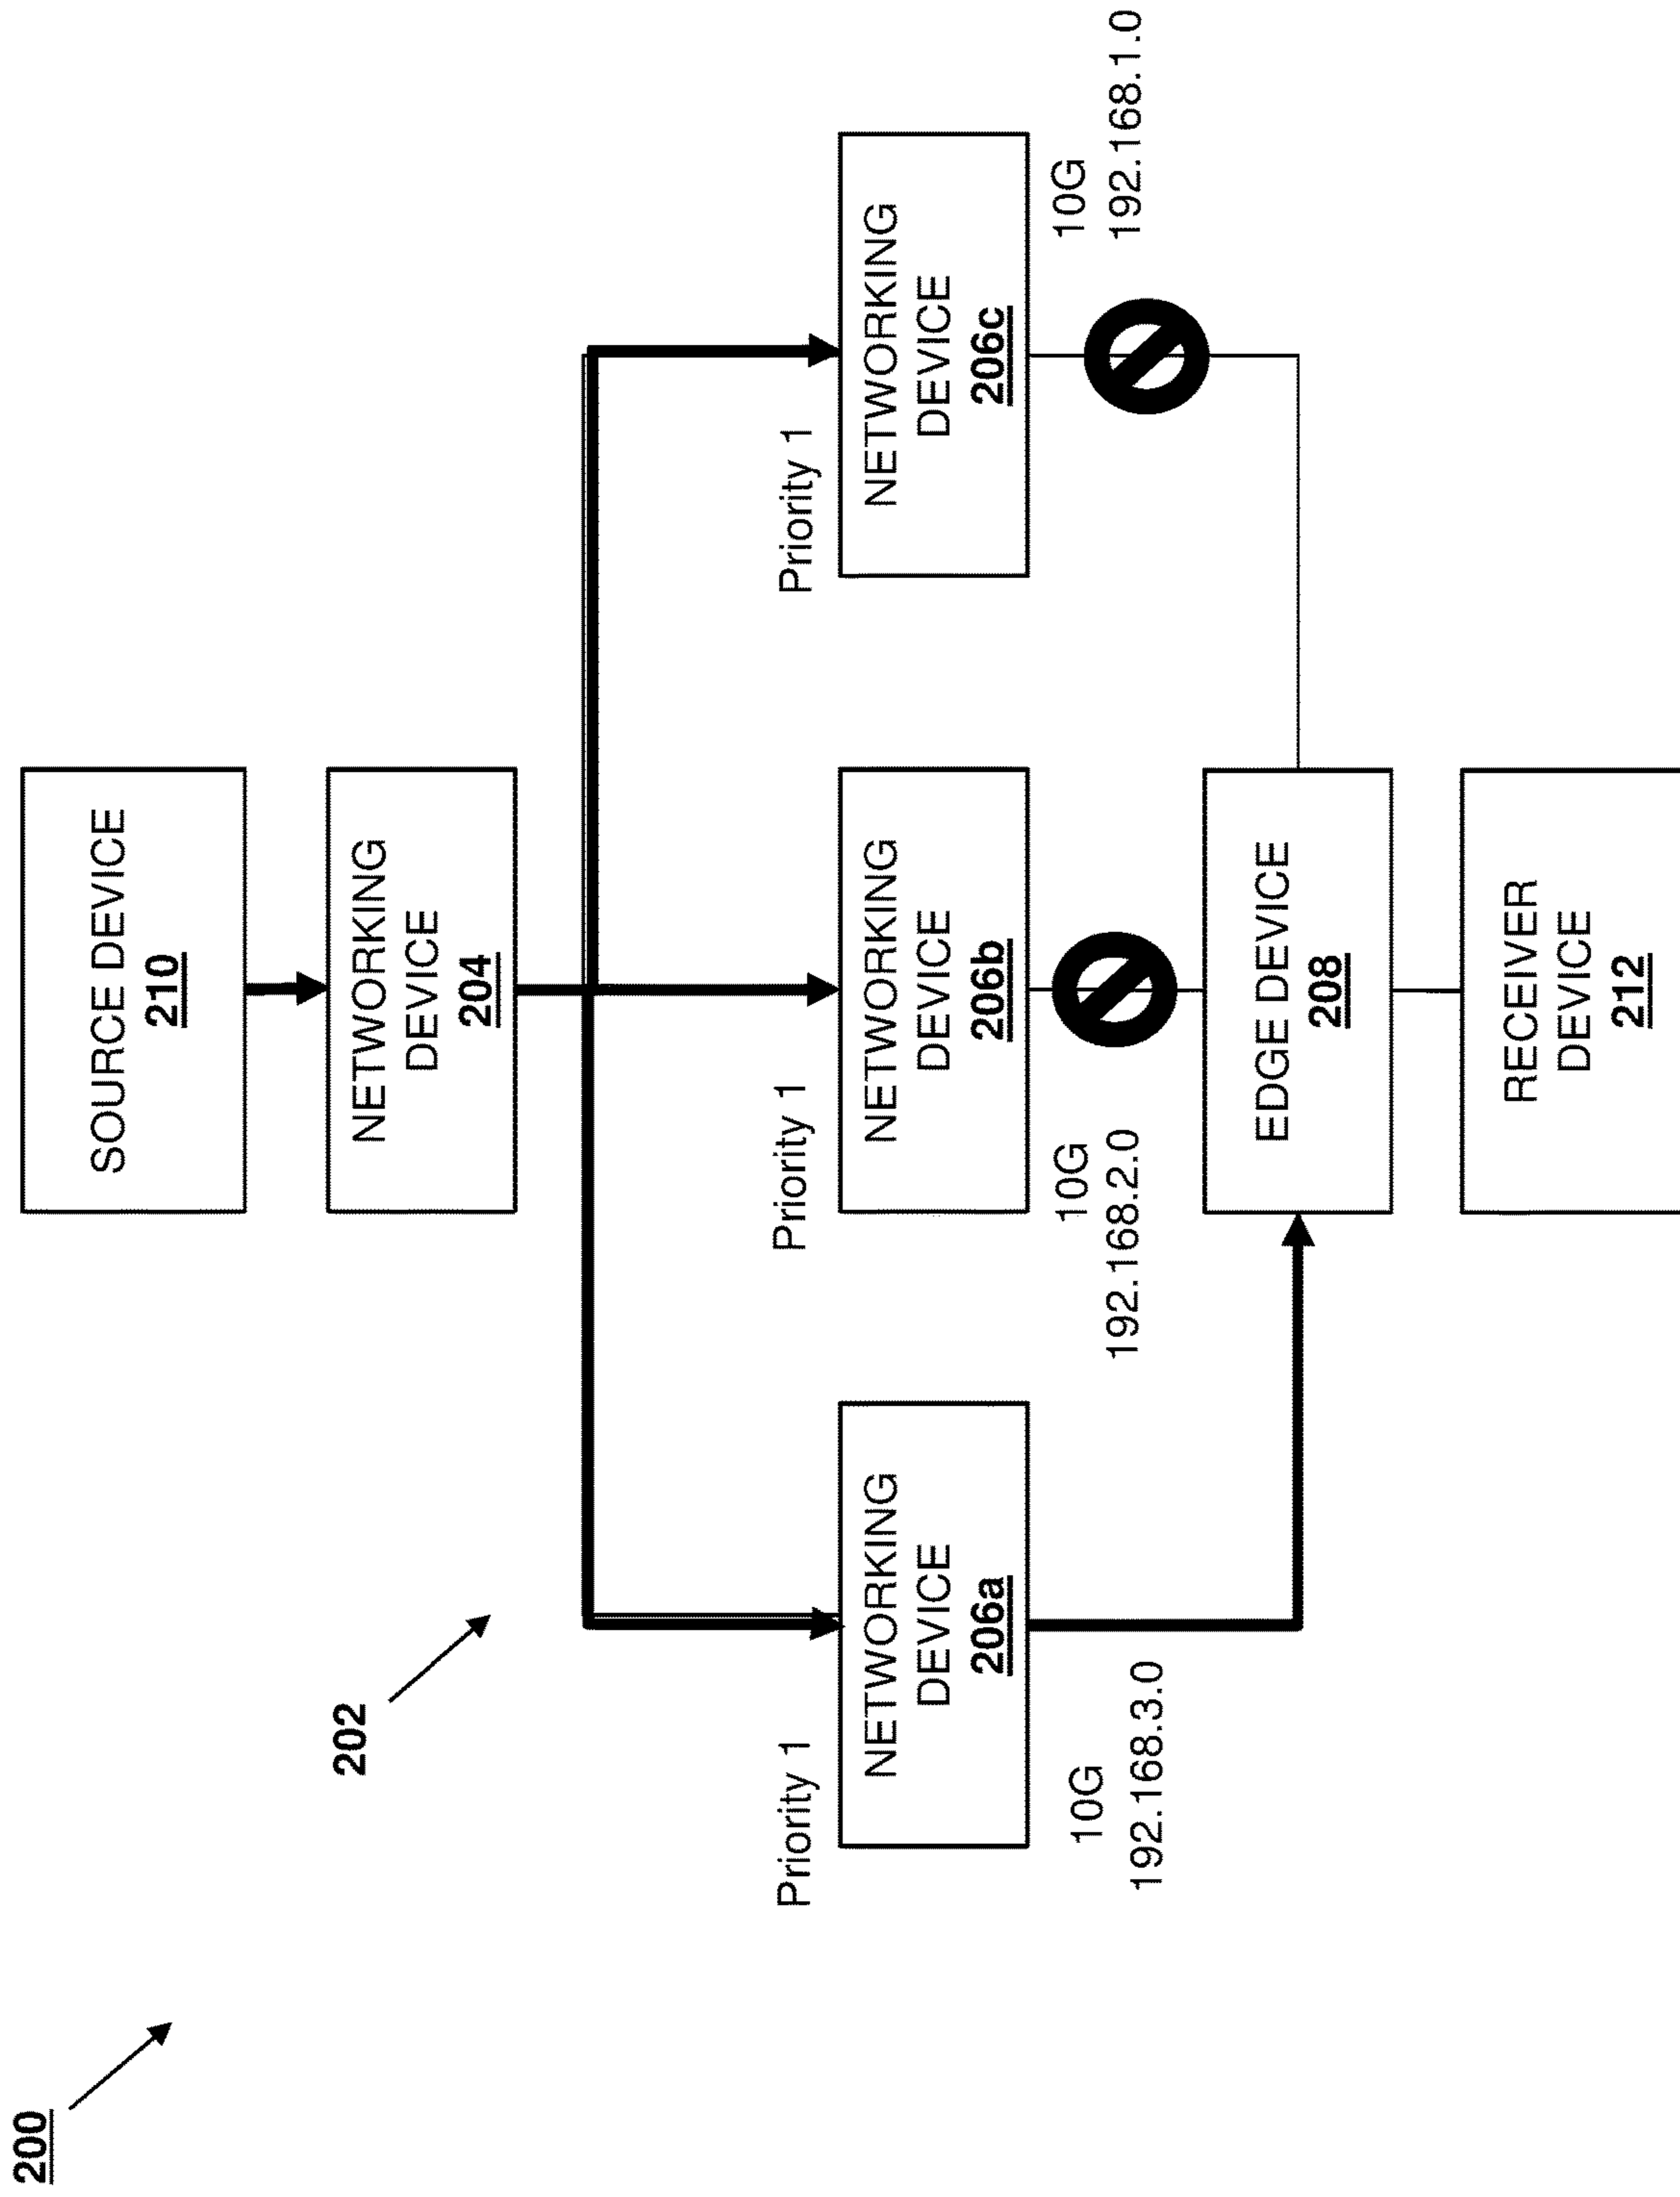 200
202
SOURCE DEVICE
210
NETWORKING
DEVICE
204
Priority 1
NETWORKING
DEVICE
206a
10G
192.168.3.0
Priority 1
NETWORKING
DEVICE
206b
10G
192.168.2.0
Priority 1
NETWORKING
DEVICE
206c
10G
192.168.1.0
EDGE DEVICE
208
RECEIVER
DEVICE
212